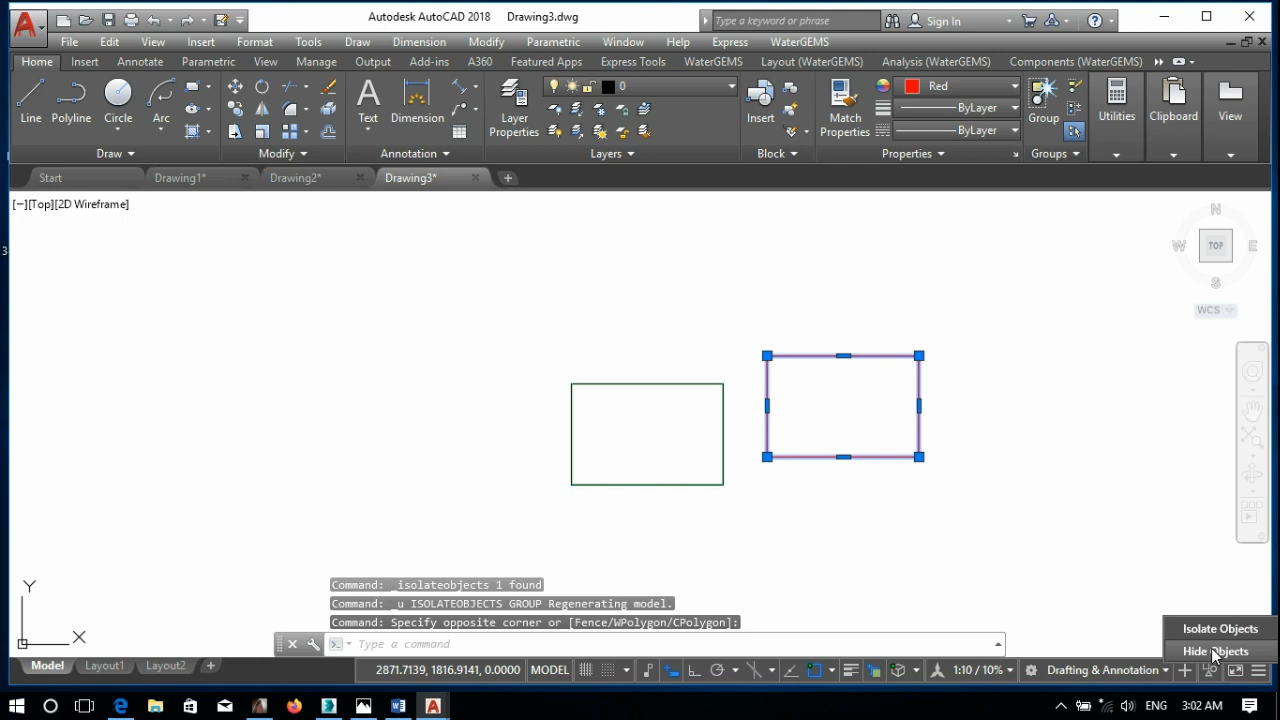 Autodesk AutoCAD 2018 Drawing3.dwg
Type a keyword or phrase
Sign In
File Edit View Insert Format Tools Draw Dimension Modify Parametric Window Help Express WaterGEMS
Home Insert Annotate Parametric View Manage Output Add-ins A360 Featured Apps Express Tools WaterGEMS Layout (WaterGEMS) Analysis (WaterGEMS) Components (WaterGEMS)
0
Red
ByLayer
ByLayer
Line Polyline Circle Arc
Text Dimension
Layer Properties
Insert
Match Properties
Group
Utilities
Clipboard
View
Draw Modify Annotation Layers Block Properties Groups
Start Drawing1* Drawing2* Drawing3*
[−][Top][2D Wireframe]
N
W TOP E
S
WCS
3
Y
X
Command: _isolateobjects 1 found
Command: _u ISOLATEOBJECTS GROUP Regenerating model.
Command: Specify opposite corner or [Fence/WPolygon/CPolygon]:
Type a command
Isolate Objects
Hide Objects
Model Layout1 Layout2
2871.7139, 1816.9141, 0.0000 MODEL
1:10 / 10%
Drafting & Annotation
ENG 3:02 AM